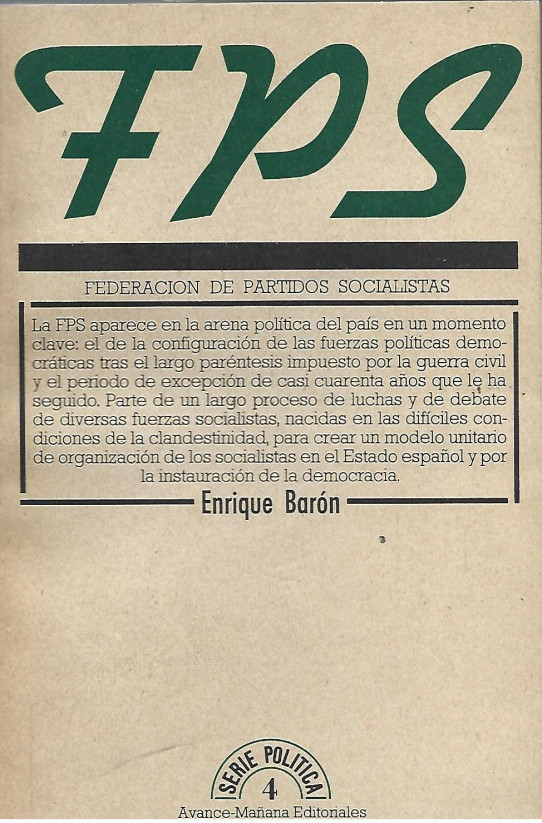 FPS
FEDERACION DE PARTIDOS SOCIALISTAS
La FPS aparece en la arena política del país en un momento
clave: el de la configuración de las fuerzas políticas demo-
cráticas tras el largo paréntesis impuesto por la guerra civil
y el periodo de excepción de casi cuarenta años que le ha
seguido. Parte de un largo proceso de luchas y de debate
de diversas fuerzas socialistas, nacidas en las difíciles con-
diciones de la clandestinidad, para crear un modelo unitario
de organización de los socialistas en el Estado español y por
la instauración de la democracia.
Enrique Barón
SERIE POLITICA
4
Avance-Mañana Editoriales